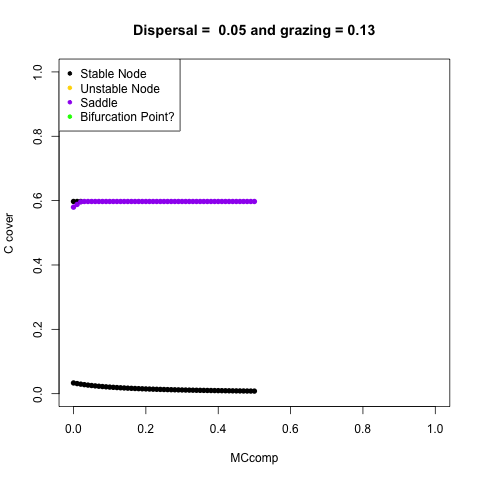 Dispersal =  0.05 and grazing = 0.13
Stable Node
Unstable Node
Saddle
Bifurcation Point?
C cover
1.0
0.8
0.6
0.4
0.2
0.0
0.0 0.2 0.4 0.6 0.8 1.0
MCcomp